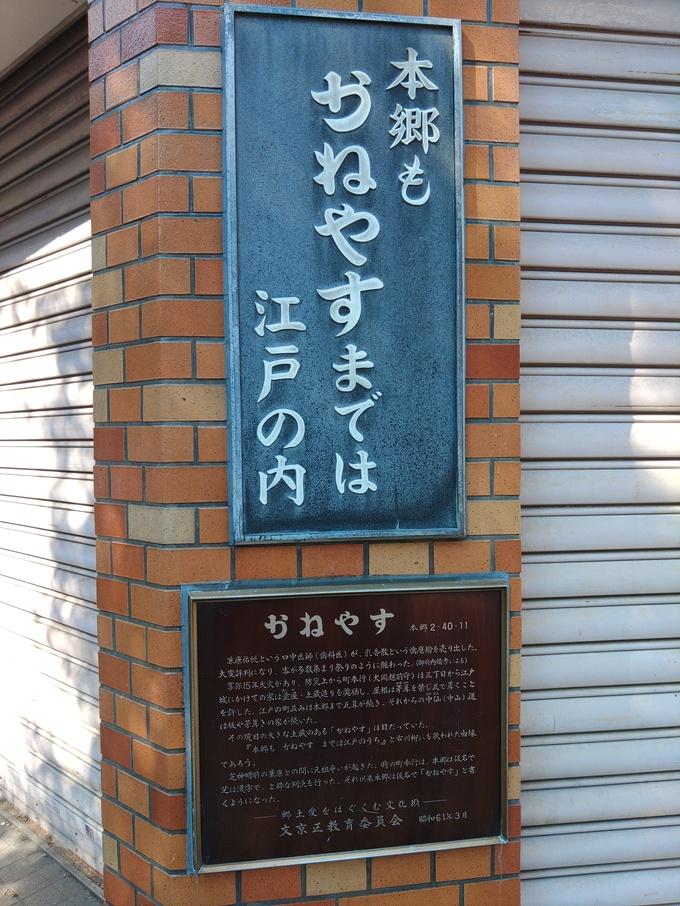 本郷も
かねやすまでは
江戸の内
かねやす 本郷2-40-11
兼康祐悦という口中医師(歯科医)が、乳香散という歯磨粉を売り出した。
大変評判になり、客が多数集まり祭りのように賑わった。(御府内備考による)
享保15年大火があり、防災上から町奉行(大岡越前守)は三丁目から江戸
城にかけての家は塗屋・土蔵造りを奨励し、屋根は茅葺を禁じ瓦で葺くこと
を許した。江戸の町並みは本郷まで瓦葺が続き、それからの中仙(中山)道
は板や茅葺きの家が続いた。
その境目の大きな土蔵のある「かねやす」は目だっていた。
『本郷も かねやす までは江戸のうち』と古川柳にも歌われた由縁
であろう。
芝神明前の兼康との間に元祖争いが起きた。時の町奉行は、本郷は仮名で
芝は漢字で、と粋な判決を行った。それ以来本郷は仮名で「かねやす」と書
くようになった。
郷土愛をはぐくむ文化財
文京区教育委員会 昭和61年3月